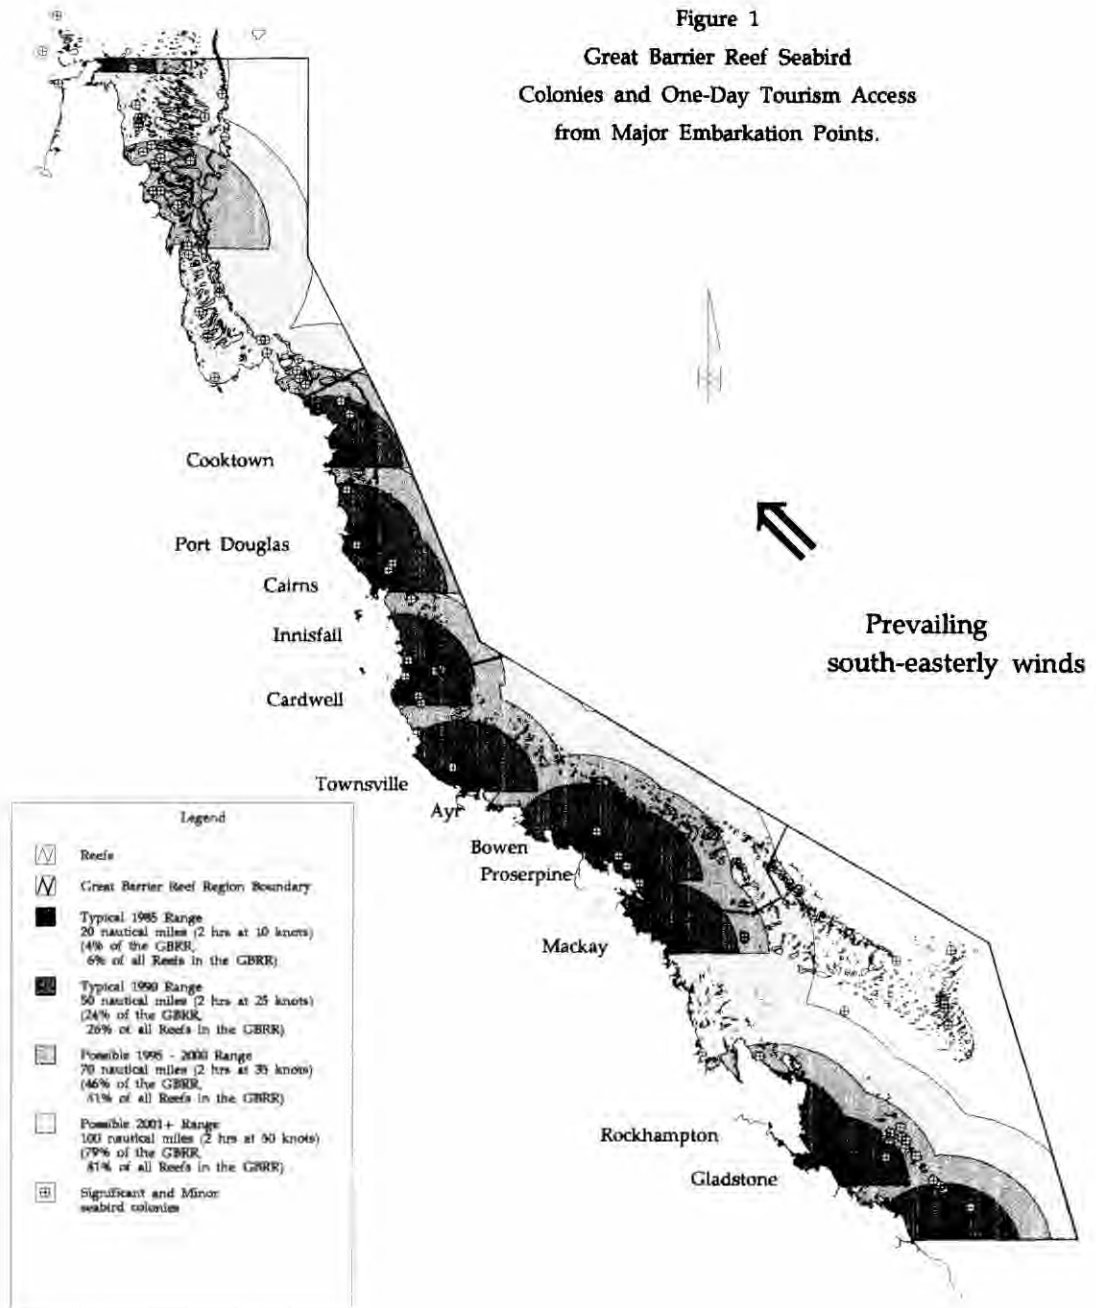 Figure 1
Great Barrier Reef Seabird
Colonies and One-Day Tourism Access
from Major Embarkation Points.
Cooktown
Port Douglas
Cairns
Innisfail
Cardwell
Townsville
Ayr
Bowen
Proserpine
Mackay
Rockhampton
Gladstone
Prevailing
south-easterly winds
Legend
Reefs
Great Barrier Reef Region Boundary
Typical 1985 Range
20 nautical miles (2 hrs at 10 knots)
(4% of the GBRR,
6% of all Reefs in the GBRR)
Typical 1990 Range
50 nautical miles (2 hrs at 25 knots)
(24% of the GBRR,
26% of all Reefs in the GBRR)
Possible 1995 - 2000 Range
70 nautical miles (2 hrs at 35 knots)
(46% of the GBRR,
of all Reefs in the GBRR)
Possible 2001+ Range
100 nautical miles (2 hrs at 50 knots)
(79% of the GBRR,
81% of all Reefs in the GBRR)
Significant and Minor
seabird colonies